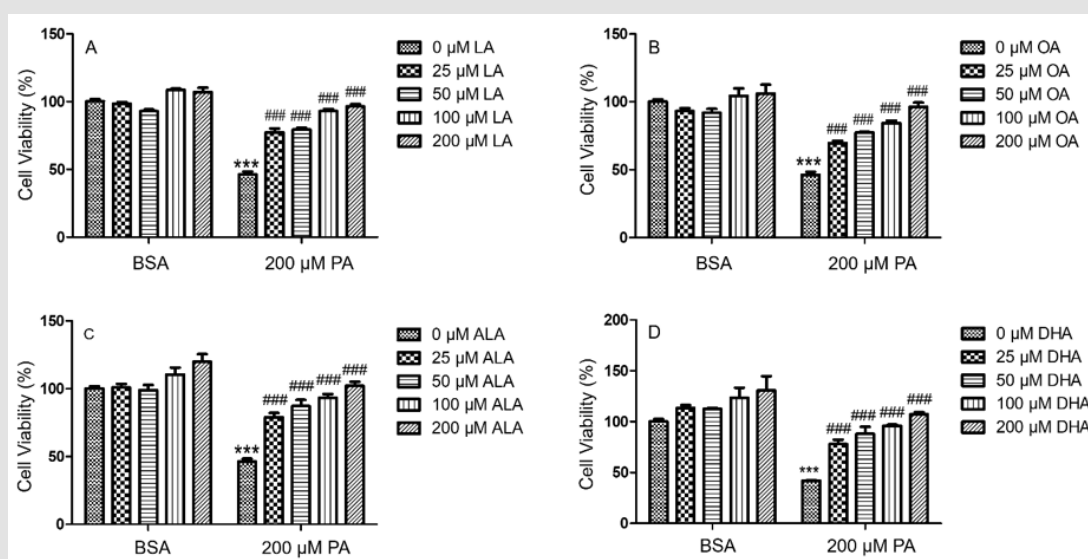 A
Cell Viability (%)
150
100
50
0
***
###
###
###
###
BSA
200 µM PA
0 µM LA
25 µM LA
50 µM LA
100 µM LA
200 µM LA
B
Cell Viability (%)
150
100
50
0
***
###
###
###
###
BSA
200 µM PA
0 µM OA
25 µM OA
50 µM OA
100 µM OA
200 µM OA
C
Cell Viability (%)
150
100
50
0
***
###
###
###
###
BSA
200 µM PA
0 µM ALA
25 µM ALA
50 µM ALA
100 µM ALA
200 µM ALA
D
Cell Viability (%)
200
150
100
50
0
***
###
###
###
###
BSA
200 µM PA
0 µM DHA
25 µM DHA
50 µM DHA
100 µM DHA
200 µM DHA